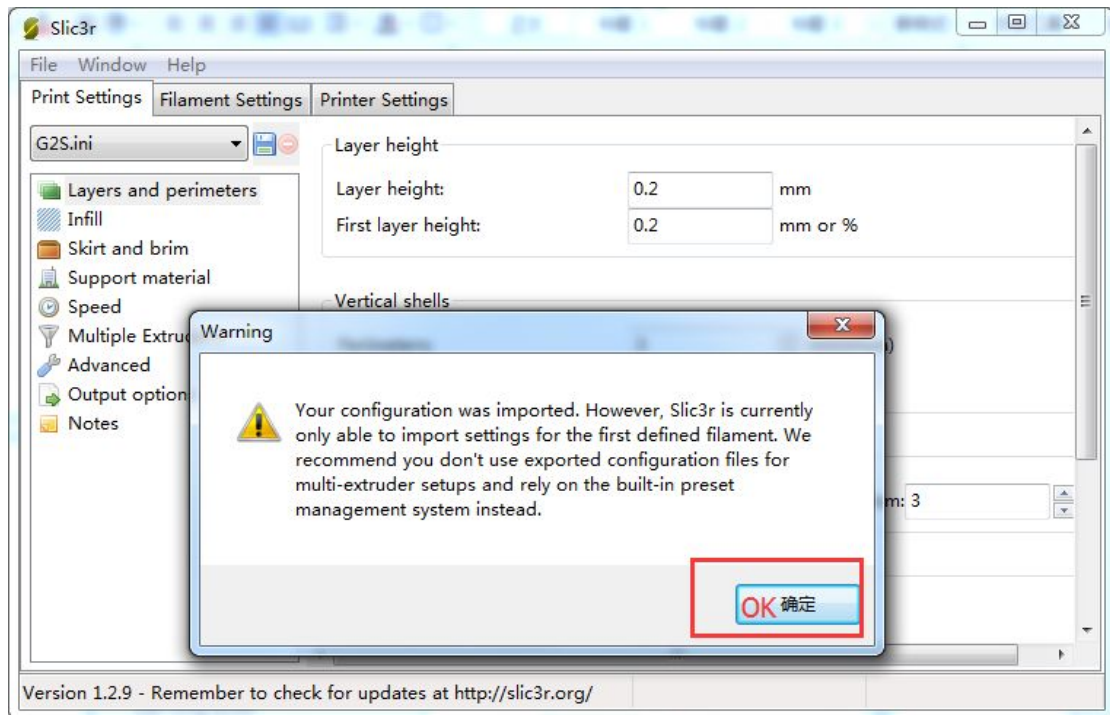 Slic3r
File Window Help
Print Settings Filament Settings Printer Settings
G2S.ini
Layers and perimeters
Infill
Skirt and brim
Support material
Speed
Multiple Extru
Advanced
Output option
Notes
Layer height
Layer height: 0.2 mm
First layer height: 0.2 mm or %
Vertical shells
m: 3
Warning
Your configuration was imported. However, Slic3r is currently
only able to import settings for the first defined filament. We
recommend you don't use exported configuration files for
multi-extruder setups and rely on the built-in preset
management system instead.
OK 确定
Version 1.2.9 - Remember to check for updates at http://slic3r.org/